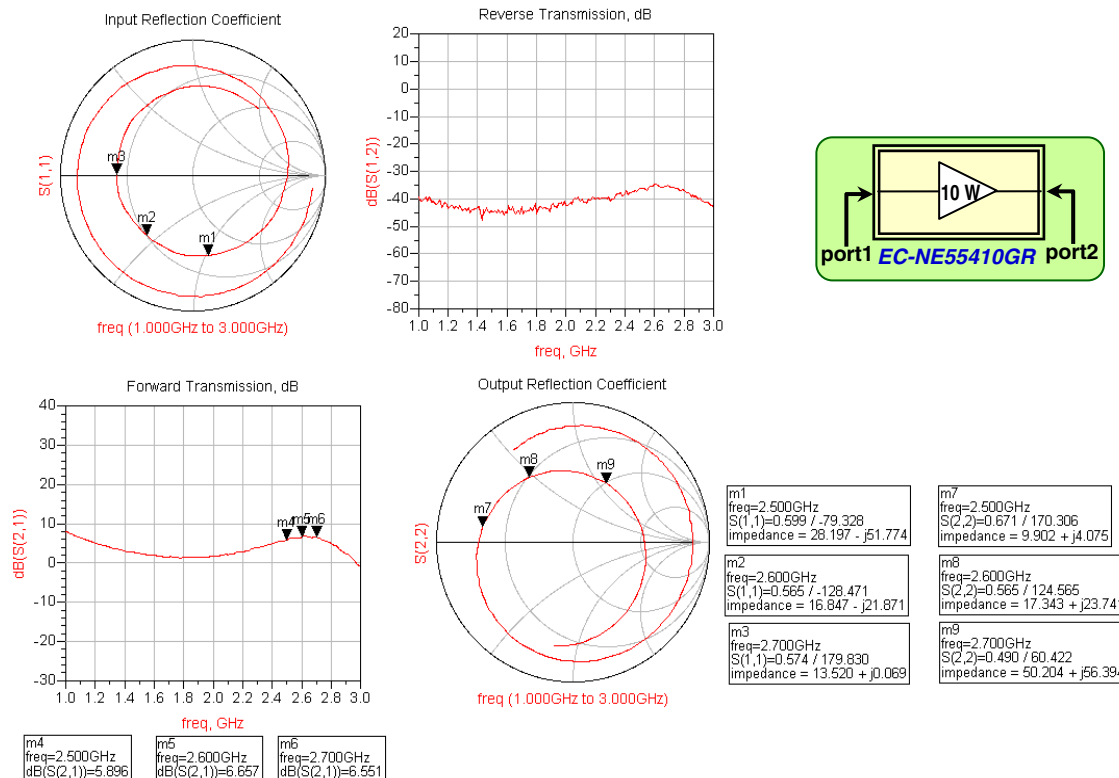 Input Reflection Coefficient
S(1,1)
m3
m2
m1
freq (1.000GHz to 3.000GHz)
Reverse Transmission, dB
dB(S(1,2))
20
10
0
-10
-20
-30
-40
-50
-60
-70
-80
1.0 1.2 1.4 1.6 1.8 2.0 2.2 2.4 2.6 2.8 3.0
freq, GHz
10 W
port1
EC-NE55410GR
port2
Forward Transmission, dB
dB(S(2,1))
40
30
20
10
0
-10
-20
-30
m4 m5 m6
1.0 1.2 1.4 1.6 1.8 2.0 2.2 2.4 2.6 2.8 3.0
freq, GHz
m4
freq=2.500GHz
dB(S(2,1))=5.896
m5
freq=2.600GHz
dB(S(2,1))=6.657
m6
freq=2.700GHz
dB(S(2,1))=6.551
Output Reflection Coefficient
S(2,2)
m7
m8
m9
freq (1.000GHz to 3.000GHz)
m1
freq=2.500GHz
S(1,1)=0.599 / -79.328
impedance = 28.197 - j51.774
m2
freq=2.600GHz
S(1,1)=0.565 / -128.471
impedance = 16.847 - j21.871
m3
freq=2.700GHz
S(1,1)=0.574 / 179.830
impedance = 13.520 + j0.069
m7
freq=2.500GHz
S(2,2)=0.671 / 170.306
impedance = 9.902 + j4.075
m8
freq=2.600GHz
S(2,2)=0.565 / 124.565
impedance = 17.343 + j23.741
m9
freq=2.700GHz
S(2,2)=0.490 / 60.422
impedance = 50.204 + j56.394